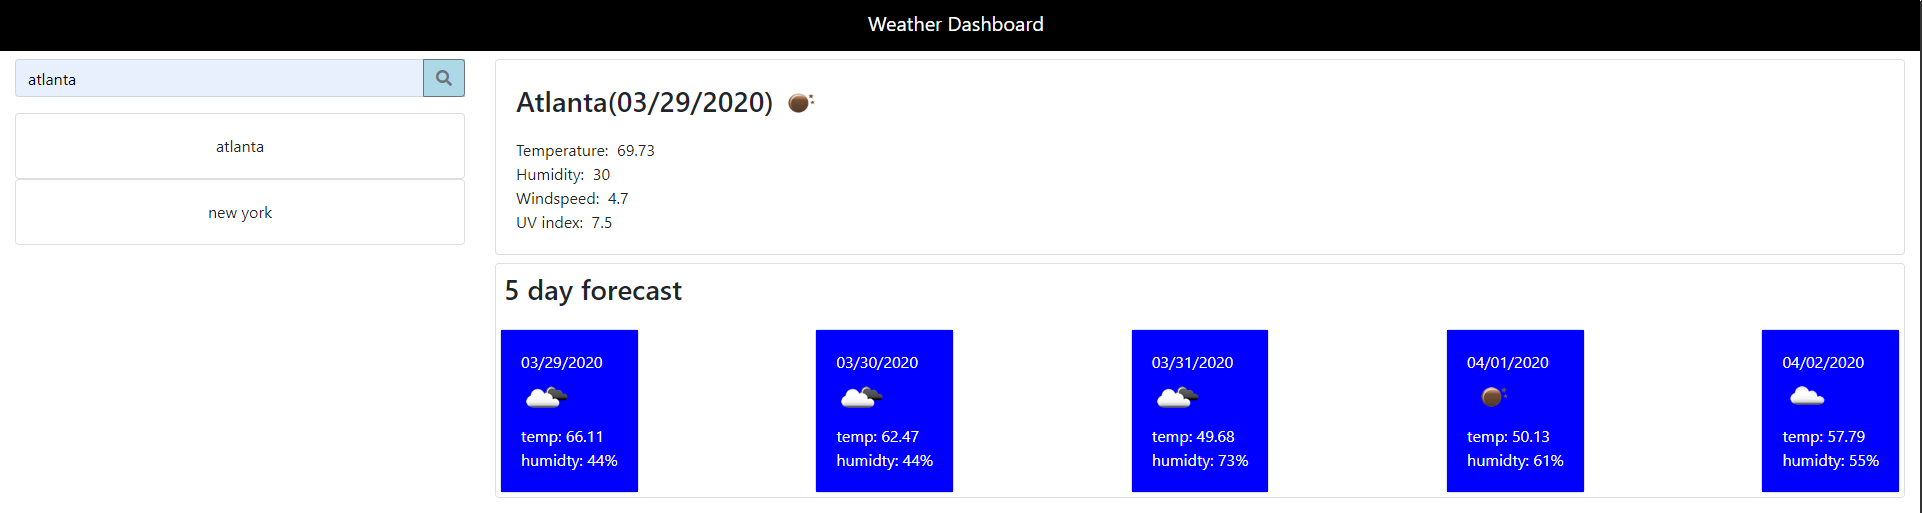 Weather Dashboard
atlanta
atlanta
new york
Atlanta(03/29/2020)
Temperature: 69.73
Humidity: 30
Windspeed: 4.7
UV index: 7.5
5 day forecast
03/29/2020
temp: 66.11
humidty: 44%
03/30/2020
temp: 62.47
humidty: 44%
03/31/2020
temp: 49.68
humidty: 73%
04/01/2020
temp: 50.13
humidty: 61%
04/02/2020
temp: 57.79
humidty: 55%